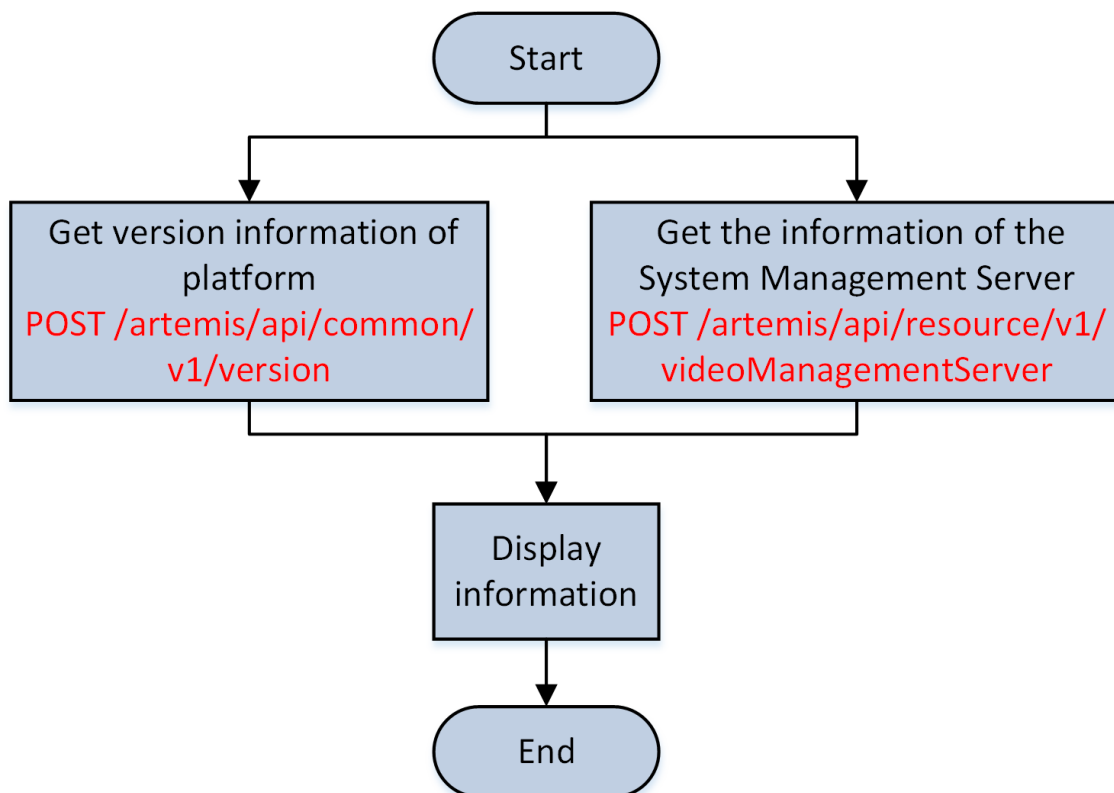 Start
Get version information of
platform
POST /artemis/api/common/
v1/version
Get the information of the
System Management Server
POST /artemis/api/resource/v1/
videoManagementServer
Display
information
End